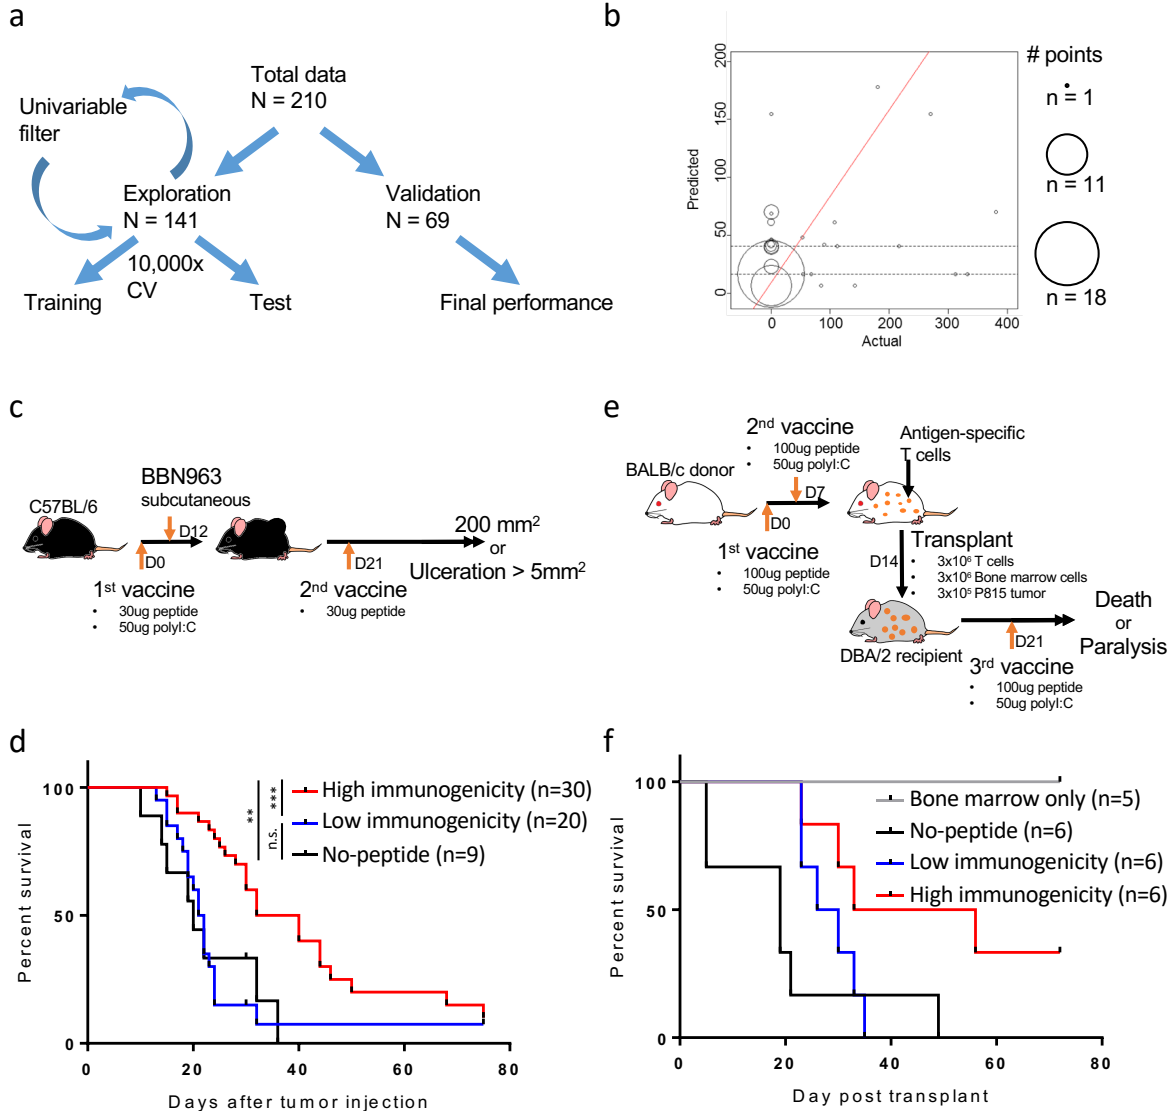 a
Total data
N = 210
Univariable
filter
Exploration
N = 141
Validation
N = 69
10,000x
CV
Training
Test
Final performance
b
# points
n = 1
n = 11
n = 18
Predicted
200
150
100
50
0
0
100
200
300
400
Actual
c
C57BL/6
BBN963
subcutaneous
D12
D0
1st vaccine
• 30ug peptide
• 50ug polyI:C
D21
2nd vaccine
• 30ug peptide
200 mm²
or
Ulceration > 5mm²
e
2nd vaccine
• 100ug peptide
• 50ug polyI:C
BALB/c donor
D7
D0
1st vaccine
• 100ug peptide
• 50ug polyI:C
Antigen-specific
T cells
D14
Transplant
• 3x10⁶ T cells
• 3x10⁶ Bone marrow cells
• 3x10⁵ P815 tumor
DBA/2 recipient
D21
3rd vaccine
• 100ug peptide
• 50ug polyI:C
Death
or
Paralysis
d
Percent survival
100
50
0
**
***
n.s.
High immunogenicity (n=30)
Low immunogenicity (n=20)
No-peptide (n=9)
0
20
40
60
80
Days after tumor injection
f
Percent survival
100
50
0
Bone marrow only (n=5)
No-peptide (n=6)
Low immunogenicity (n=6)
High immunogenicity (n=6)
0
20
40
60
80
Day post transplant